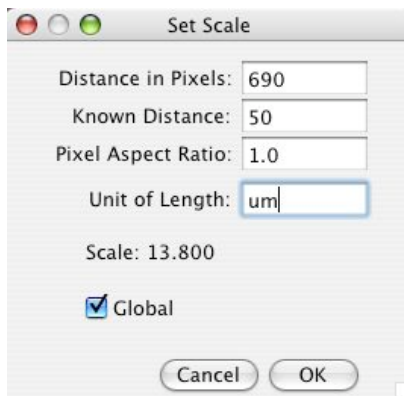 Set Scale
Distance in Pixels: 690
Known Distance: 50
Pixel Aspect Ratio: 1.0
Unit of Length: um
Scale: 13.800
Global
Cancel OK